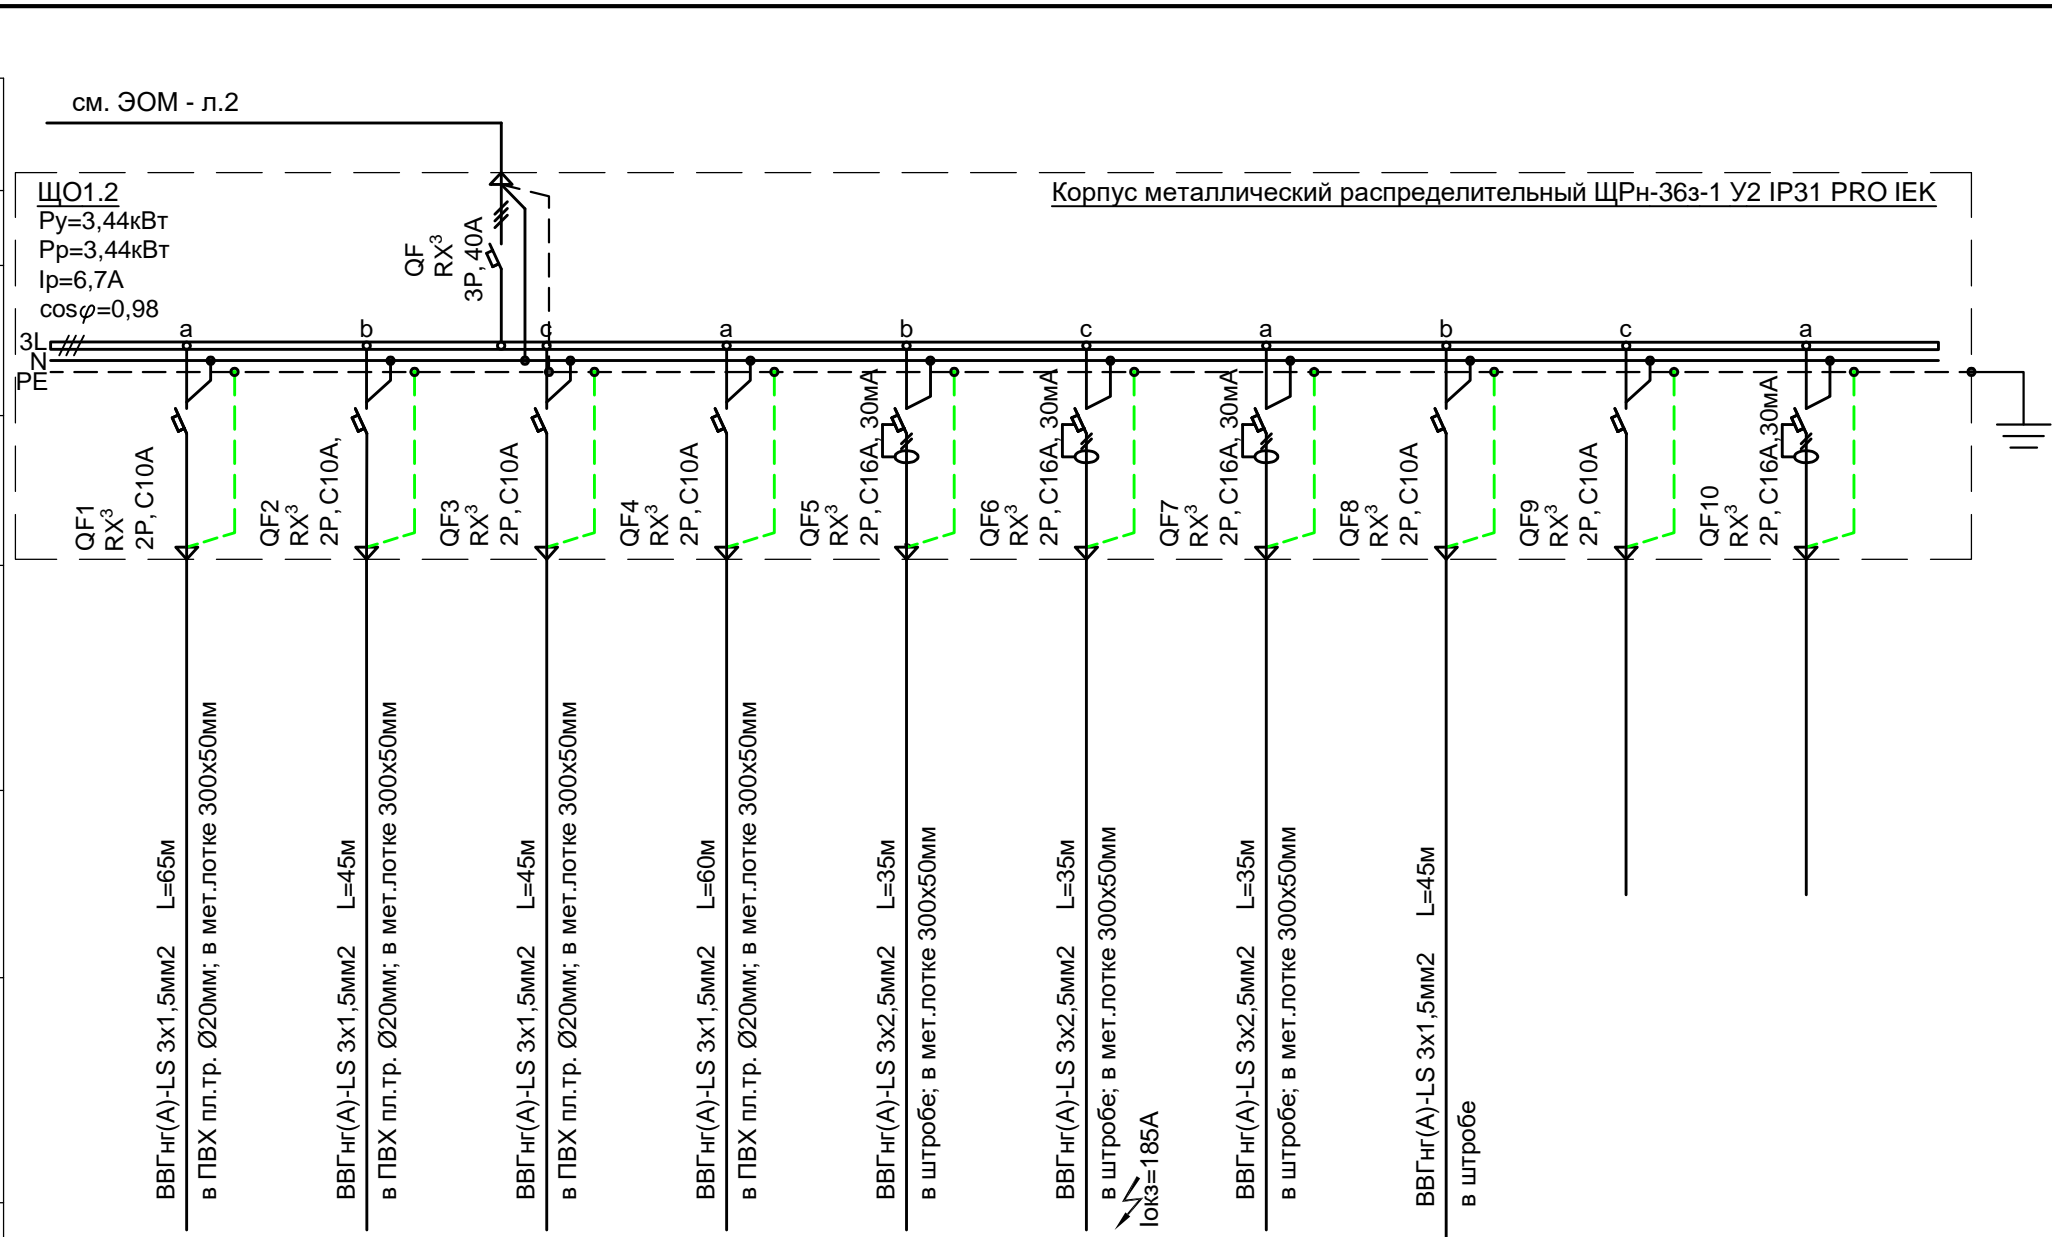 см. ЭОМ - л.2
ЩО1.2
Ру=3,44кВт
Рр=3,44кВт
Iр=6,7А
cosφ=0,98
Корпус металлический распределительный ЩРн-36з-1 У2 IP31 PRO IEK
QF
RX³
3P, 40A
3L
N
PE
a
b
c
a
b
c
a
b
c
a
QF1
RX³
2P, C10A
QF2
RX³
2P, C10A,
QF3
RX³
2P, C10A
QF4
RX³
2P, C10A
QF5
RX³
2P, C16A, 30мА
QF6
RX³
2P, C16A, 30мА
QF7
RX³
2P, C16A, 30мА
QF8
RX³
2P, C10A
QF9
RX³
2P, C10A
QF10
RX³
2P, C16A,30мА
ВВГнг(А)-LS 3х1,5мм2 L=65м
в ПВХ пл.тр. Ø20мм; в мет.лотке 300х50мм
ВВГнг(А)-LS 3х1,5мм2 L=45м
в ПВХ пл.тр. Ø20мм; в мет.лотке 300х50мм
ВВГнг(А)-LS 3х1,5мм2 L=45м
в ПВХ пл.тр. Ø20мм; в мет.лотке 300х50мм
ВВГнг(А)-LS 3х1,5мм2 L=60м
в ПВХ пл.тр. Ø20мм; в мет.лотке 300х50мм
ВВГнг(А)-LS 3х2,5мм2 L=35м
в штробе; в мет.лотке 300х50мм
ВВГнг(А)-LS 3х2,5мм2 L=35м
в штробе; в мет.лотке 300х50мм
Iокз=185А
ВВГнг(А)-LS 3х2,5мм2 L=35м
в штробе; в мет.лотке 300х50мм
ВВГнг(А)-LS 3х1,5мм2 L=45м
в штробе